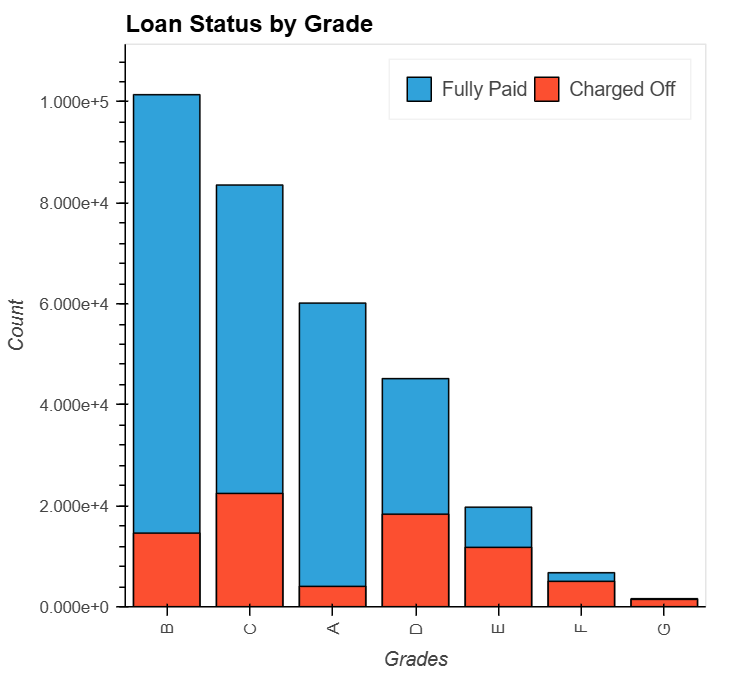 Loan Status by Grade
Fully Paid
Charged Off
Count
1.000e+5
8.000e+4
6.000e+4
4.000e+4
2.000e+4
0.000e+0
B
C
A
D
E
F
G
Grades